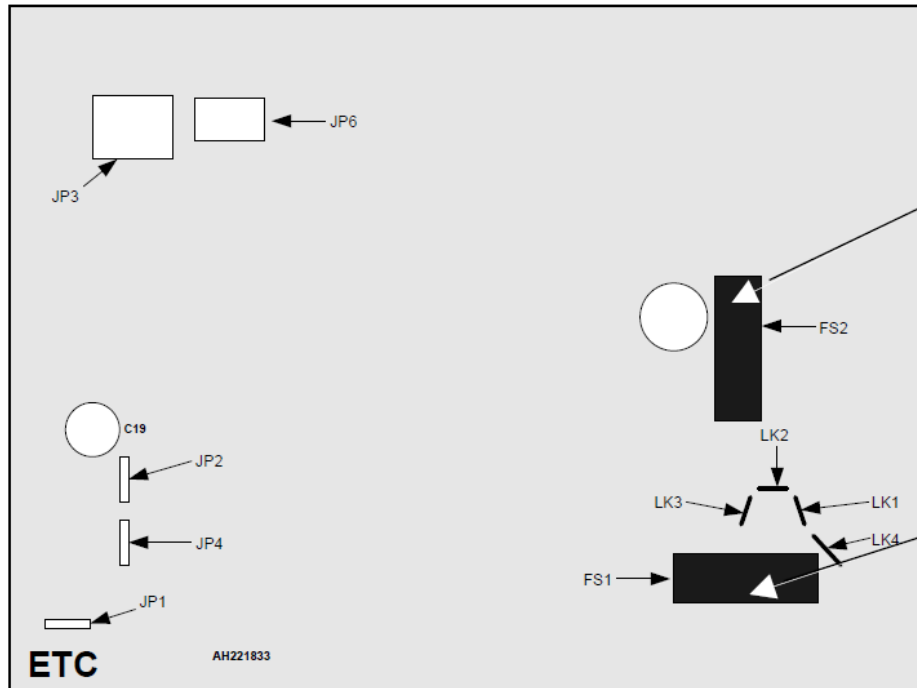 JP6
JP3
FS2
C19
LK2
JP2
LK3
LK1
JP4
LK4
FS1
JP1
ETC
AH221833